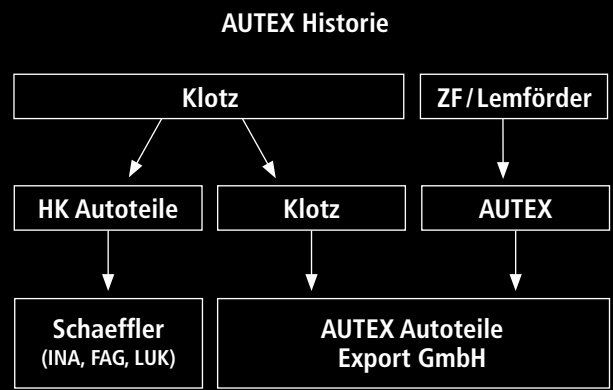 AUTEX Historie
Klotz
ZF/Lemförder
HK Autoteile
Klotz
AUTEX
Schaeffler
(INA, FAG, LUK)
AUTEX Autoteile
Export GmbH